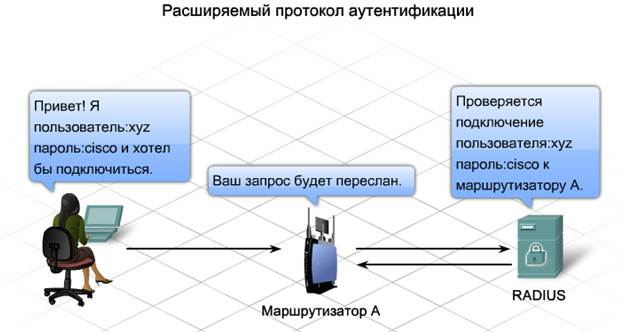 Расширяемый протокол аутентификации
Привет! Я
пользователь:xyz
пароль:cisco и хотел
бы подключиться.
Ваш запрос будет переслан.
Проверяется
подключение
пользователя:xyz
пароль:cisco к
маршрутизатору А.
Маршрутизатор А
RADIUS